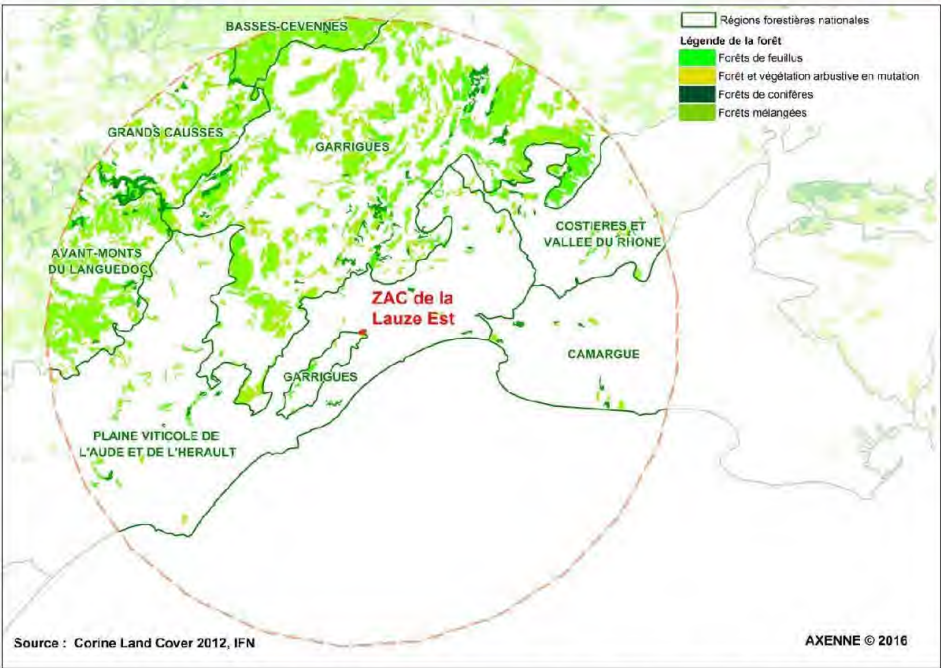 BASSES-CEVENNES
Régions forestières nationales
Légende de la forêt
Forêts de feuillus
Forêt et végétation arbustive en mutation
Forêts de conifères
Forêts mélangées
GRANDS CAUSSES
GARRIGUES
COSTIERES ET
VALLEE DU RHONE
AVANT-MONTS
DU LANGUEDOC
ZAC de la
Lauze Est
CAMARGUE
GARRIGUES
PLAINE VITICOLE DE
L'AUDE ET DE L'HERAULT
Source : Corine Land Cover 2012, IFN
AXENNE © 2016